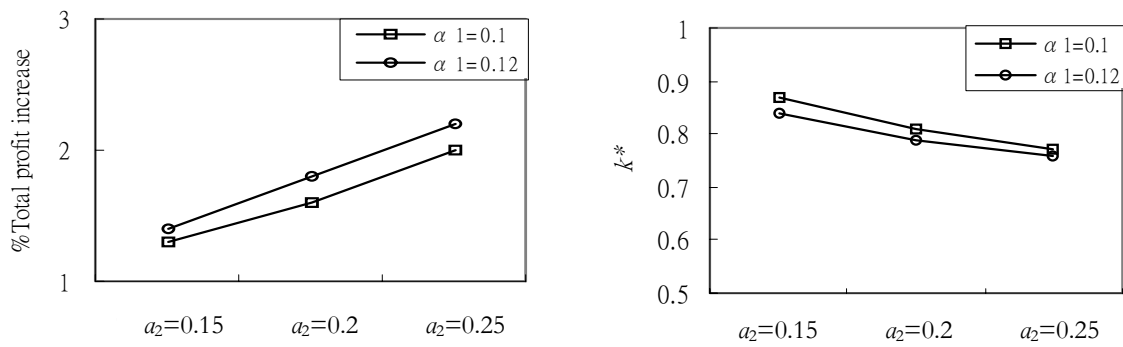 %Total profit increase
3
2
1
α 1=0.1
α 1=0.12
a₂=0.15
a₂=0.2
a₂=0.25
k*
1
0.9
0.8
0.7
0.6
0.5
α 1=0.1
α 1=0.12
a₂=0.15
a₂=0.2
a₂=0.25